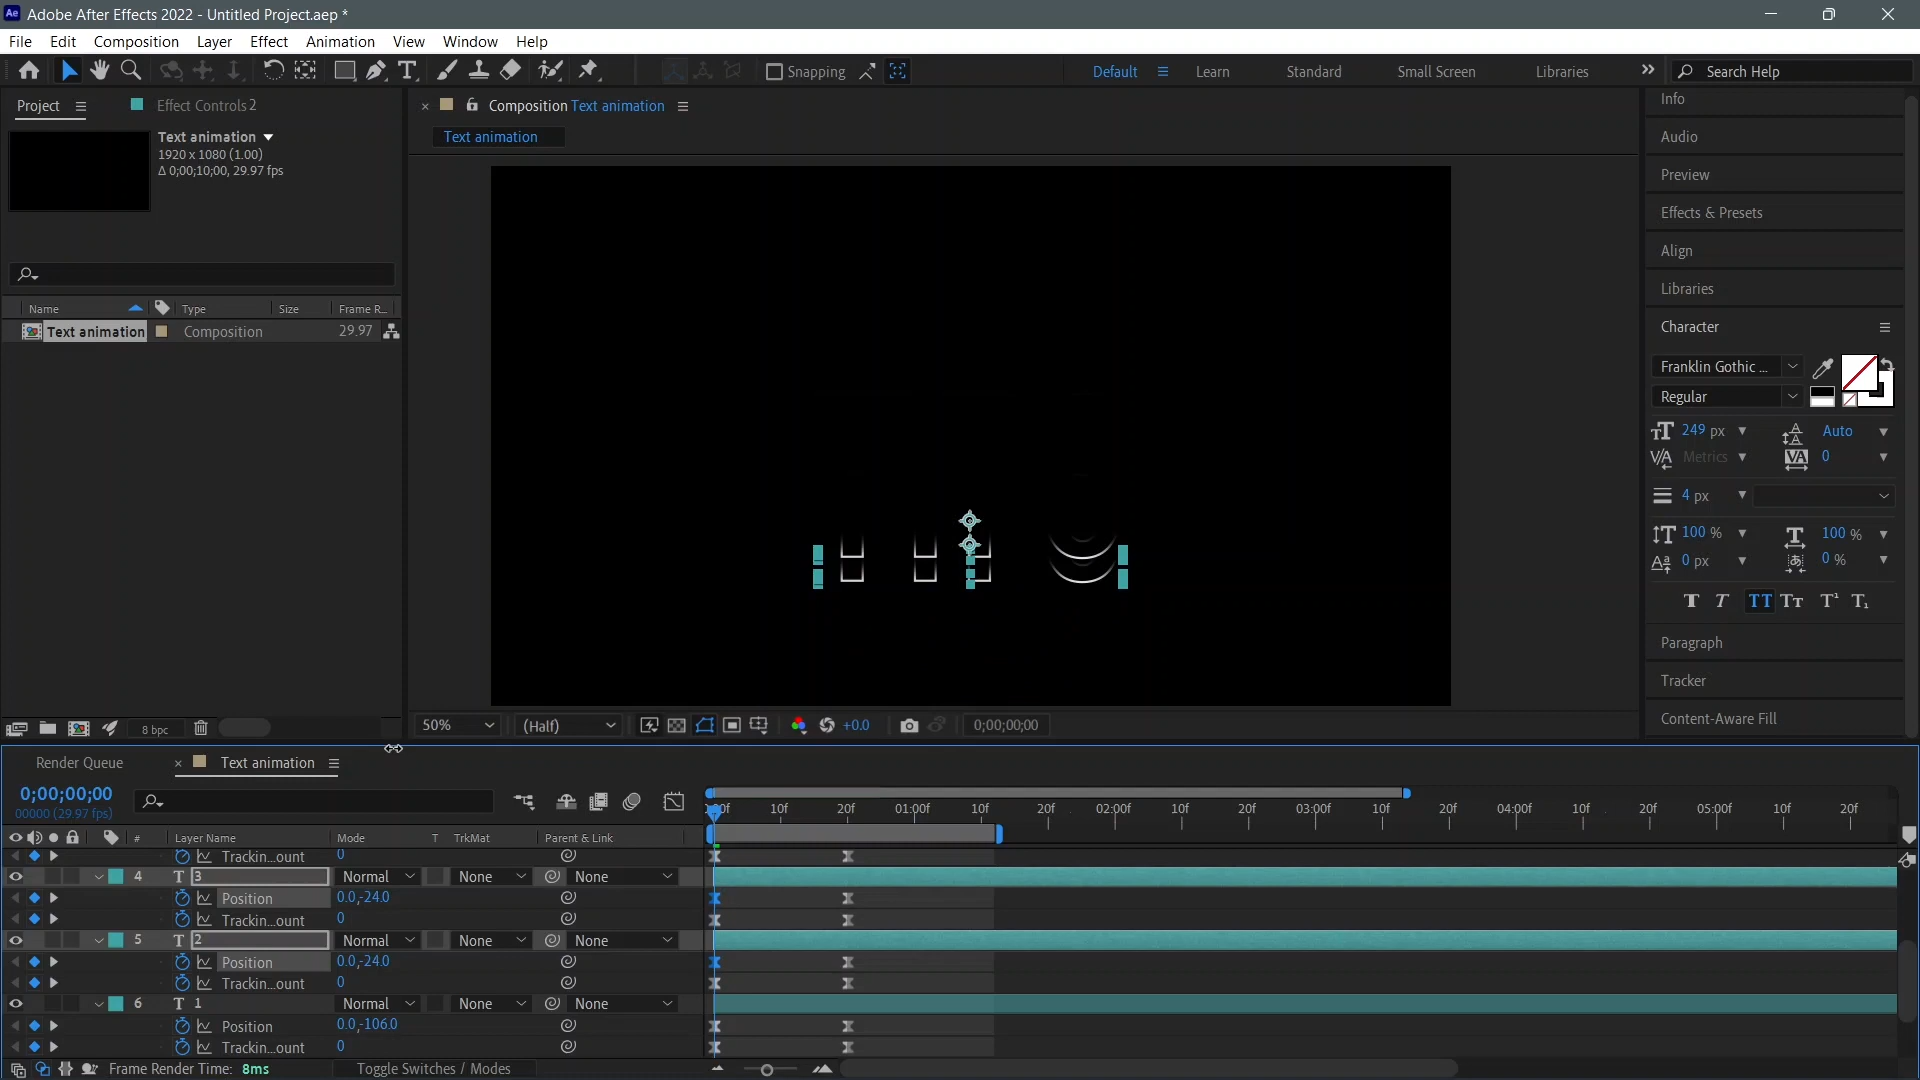 Adobe After Effects 2022 - Untitled Project.aep *
File Edit Composition Layer Effect Animation View Window Help
Snapping Default Learn Standard Small Screen Libraries Search Help
Project Effect Controls 2
Composition Text animation
Text animation
Text animation
1920 x 1080 (1.00)
Δ 0;00;10;00, 29.97 fps
Name Type Size Frame R...
Text animation Composition 29.97
8 bpc
50% (Half) +0.0 0;00;00;00
Info
Audio
Preview
Effects & Presets
Align
Libraries
Character
Franklin Gothic ...
Regular
249 px Auto
Metrics 0
4 px
100 % 100 %
0 px 0 %
T T TT Tt T¹ T₁
Paragraph
Tracker
Content-Aware Fill
Render Queue Text animation
0;00;00;00
00000 (29.97 fps)
:00f 10f 20f 01:00f 10f 20f 02:00f 10f 20f 03:00f 10f 20f 04:00f 10f 20f 05:00f 10f 20f
# Layer Name Mode T TrkMat Parent & Link
Trackin...ount 0
4 T 3 Normal None None
Position 0.0,-24.0
Trackin...ount 0
5 T 2 Normal None None
Position 0.0,-24.0
Trackin...ount 0
6 T 1 Normal None None
Position 0.0,-106.0
Trackin...ount 0
Frame Render Time: 8ms Toggle Switches / Modes